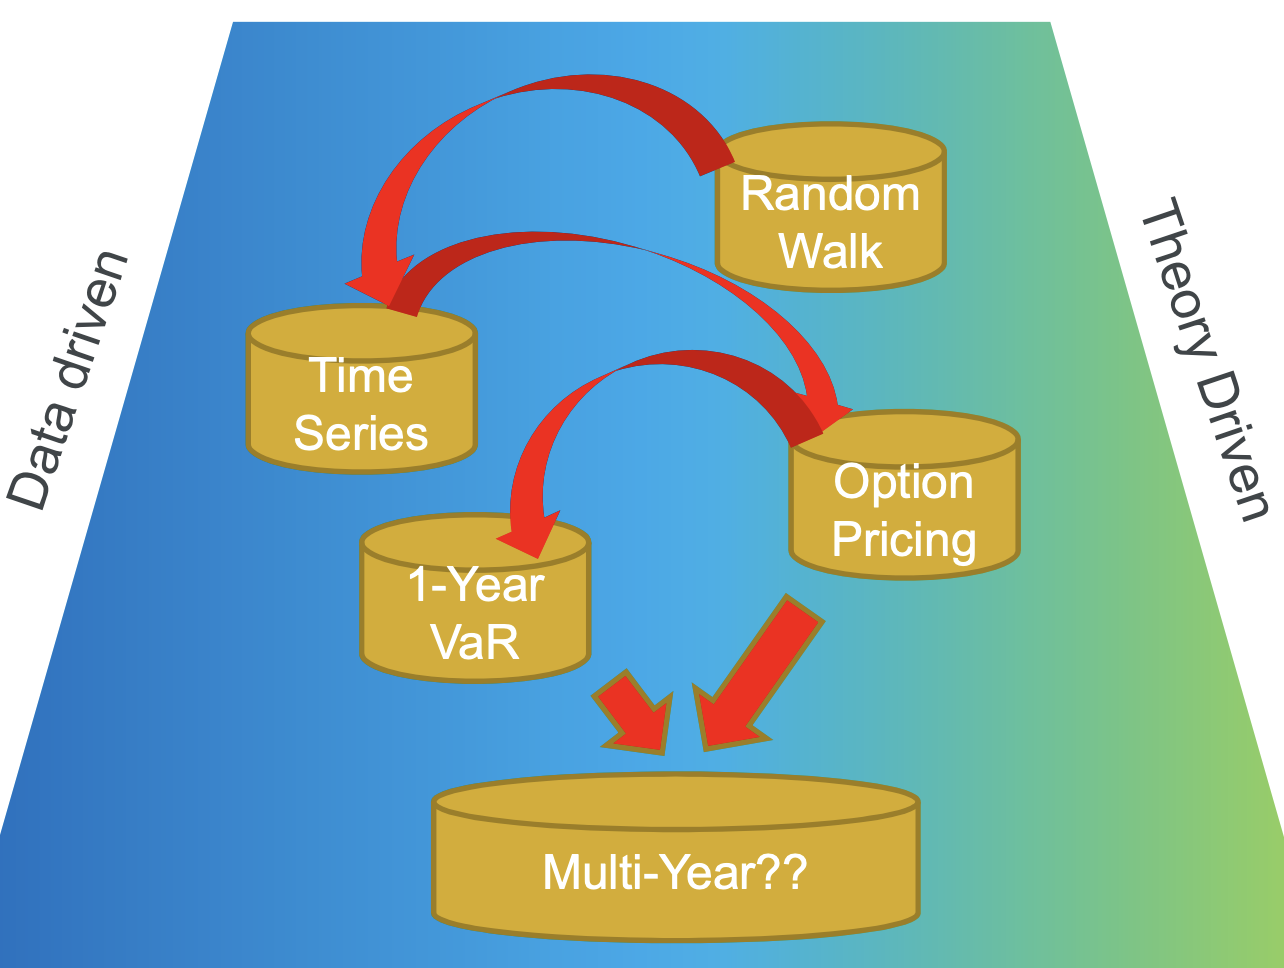 Random
Walk
Data driven
Theory Driven
Time
Series
Option
Pricing
1-Year
VaR
Multi-Year??